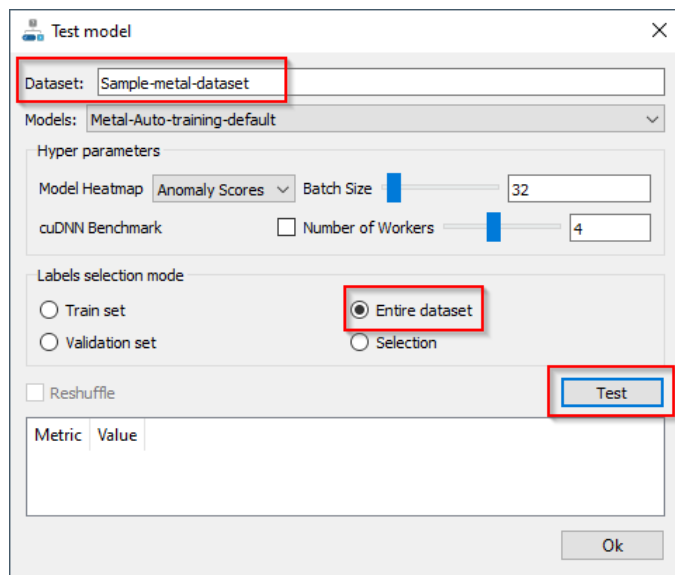 Test model
Dataset: Sample-metal-dataset
Models: Metal-Auto-training-default
Hyper parameters
Model Heatmap Anomaly Scores Batch Size 32
cuDNN Benchmark Number of Workers 4
Labels selection mode
Train set Entire dataset
Validation set Selection
Reshuffle Test
Metric Value
Ok